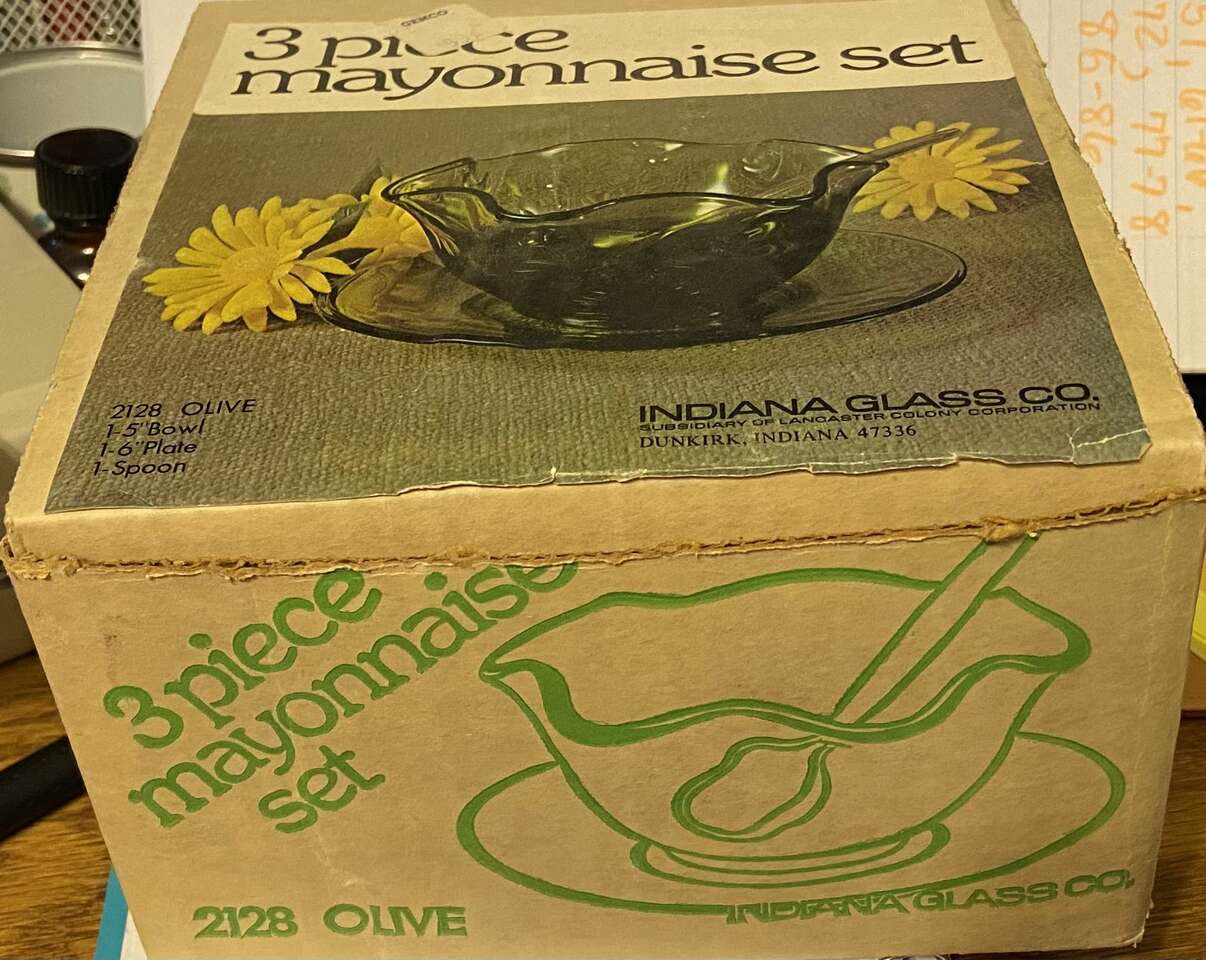 GEMCO
3 piece
mayonnaise set
2128 OLIVE
1-5"Bowl
1-6"Plate
1-Spoon
INDIANA GLASS CO.
SUBSIDIARY OF LANCASTER COLONY CORPORATION
DUNKIRK, INDIANA 47336
3 piece
mayonnaise
set
2128 OLIVE
INDIANA GLASS CO.